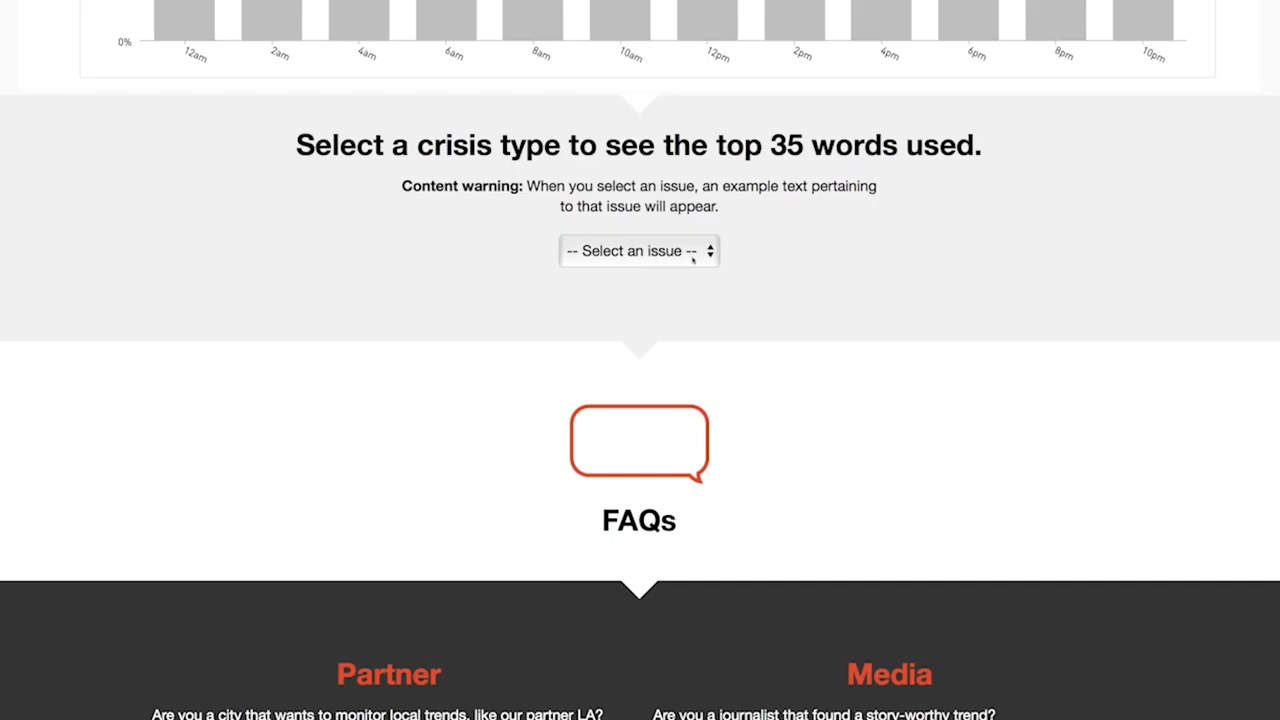 0%
12am 2am 4am 6am 8am 10am 12pm 2pm 4pm 6pm 8pm 10pm
Select a crisis type to see the top 35 words used.
Content warning: When you select an issue, an example text pertaining
to that issue will appear.
-- Select an issue --
FAQs
Partner
Are you a city that wants to monitor local trends, like our partner LA?
Media
Are you a journalist that found a story-worthy trend?